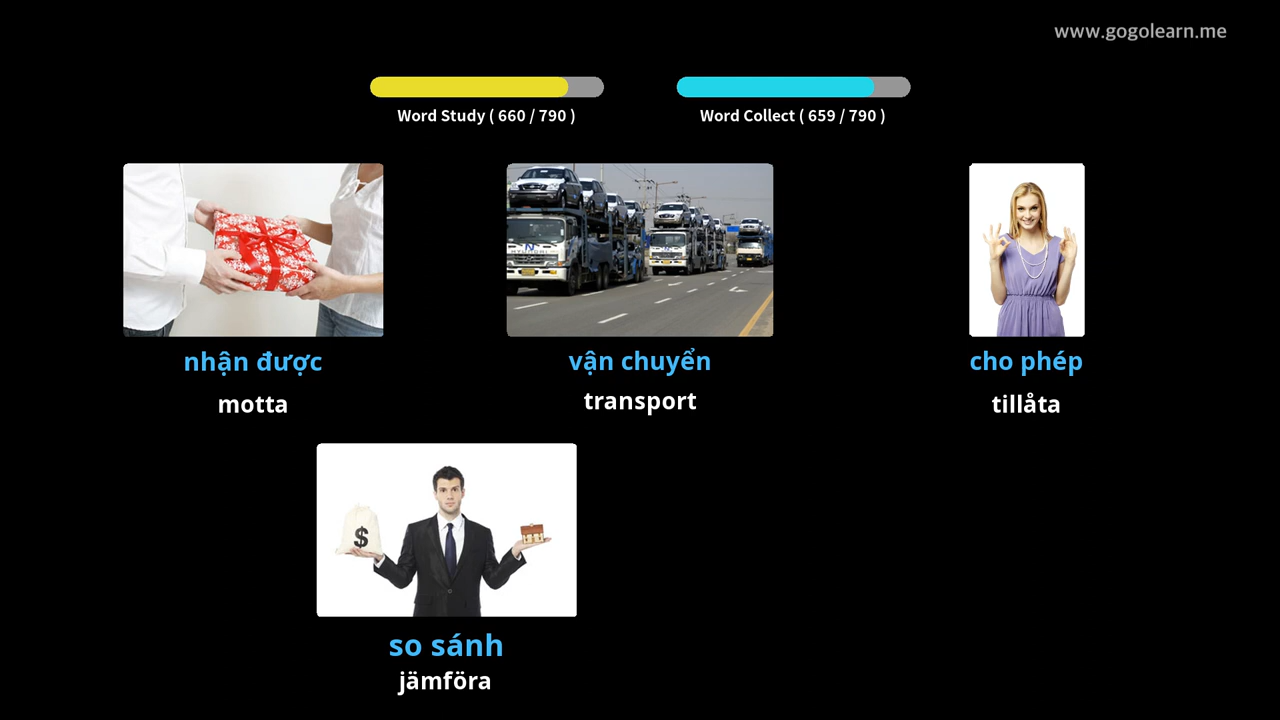 www.gogolearn.me
Word Study ( 660 / 790 )
Word Collect ( 659 / 790 )
nhận được
motta
vận chuyển
transport
cho phép
tillåta
$
so sánh
jämföra